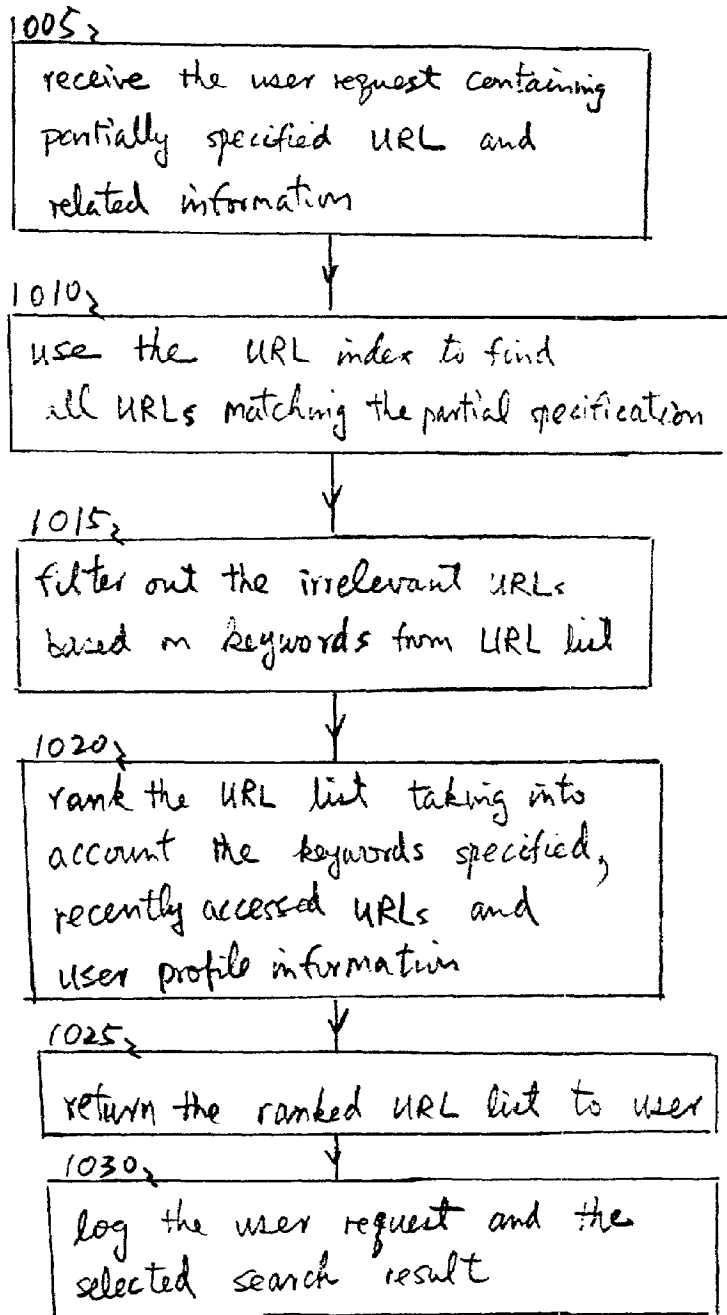 1005
receive the user request containing
partially specified URL and
related information
1010
use the URL index to find
all URLs matching the partial specification
1015
filter out the irrelevant URLs
based on keywords from URL list
1020
rank the URL list taking into
account the keywords specified,
recently accessed URLs and
user profile information
1025
return the ranked URL list to user
1030
log the user request and the
selected search result